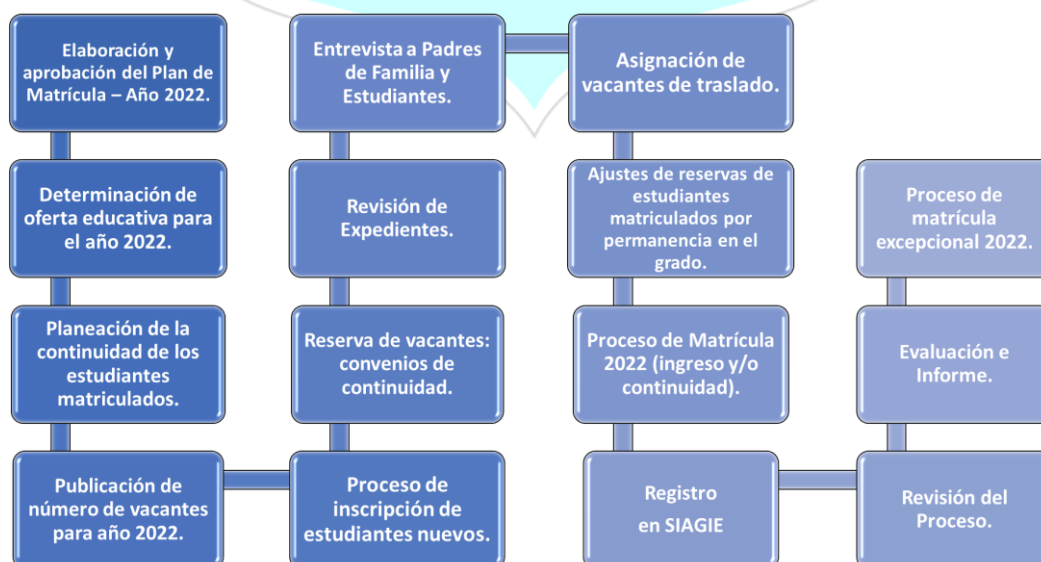 Elaboración y
aprobación del Plan de
Matrícula – Año 2022.
Determinación de
oferta educativa para
el año 2022.
Planeación de la
continuidad de los
estudiantes
matriculados.
Publicación de
número de vacantes
para año 2022.
Proceso de
inscripción de
estudiantes nuevos.
Reserva de vacantes:
convenios de
continuidad.
Revisión de
Expedientes.
Entrevista a Padres
de Familia y
Estudiantes.
Asignación de
vacantes de traslado.
Ajustes de reservas de
estudiantes
matriculados por
permanencia en el
grado.
Proceso de Matrícula
2022 (ingreso y/o
continuidad).
Registro
en SIAGIE
Revisión del
Proceso.
Evaluación e
Informe.
Proceso de
matrícula
excepcional 2022.